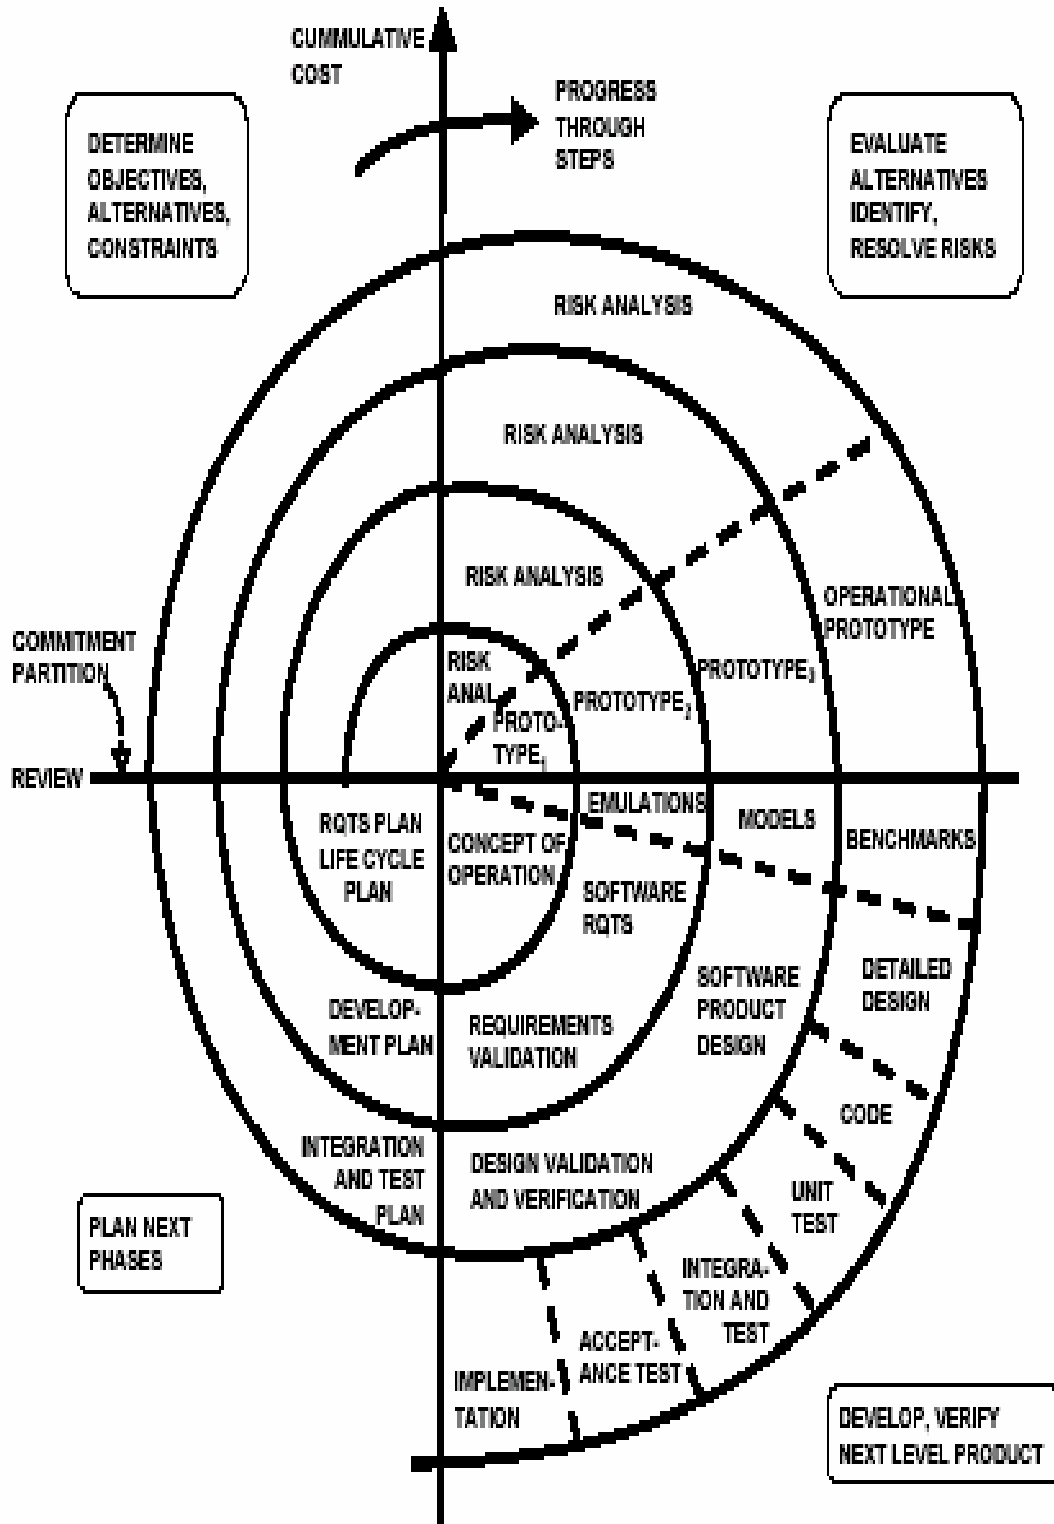 CUMMULATIVE
COST
PROGRESS
THROUGH
STEPS
DETERMINE
OBJECTIVES,
ALTERNATIVES,
CONSTRAINTS
EVALUATE
ALTERNATIVES
IDENTIFY,
RESOLVE RISKS
RISK ANALYSIS
RISK ANALYSIS
RISK ANALYSIS
RISK
ANAL
PROTO-
TYPE₁
PROTOTYPE₂
PROTOTYPE₃
OPERATIONAL
PROTOTYPE
COMMITMENT
PARTITION
REVIEW
EMULATIONS
MODELS
BENCHMARKS
RQTS PLAN
LIFE CYCLE
PLAN
CONCEPT OF
OPERATION
SOFTWARE
RQTS
SOFTWARE
PRODUCT
DESIGN
DETAILED
DESIGN
DEVELOP-
MENT PLAN
REQUIREMENTS
VALIDATION
CODE
INTEGRATION
AND TEST
PLAN
DESIGN VALIDATION
AND VERIFICATION
UNIT
TEST
PLAN NEXT
PHASES
INTEGRA-
TION AND
TEST
ACCEPT-
ANCE TEST
IMPLEMEN-
TATION
DEVELOP, VERIFY
NEXT LEVEL PRODUCT